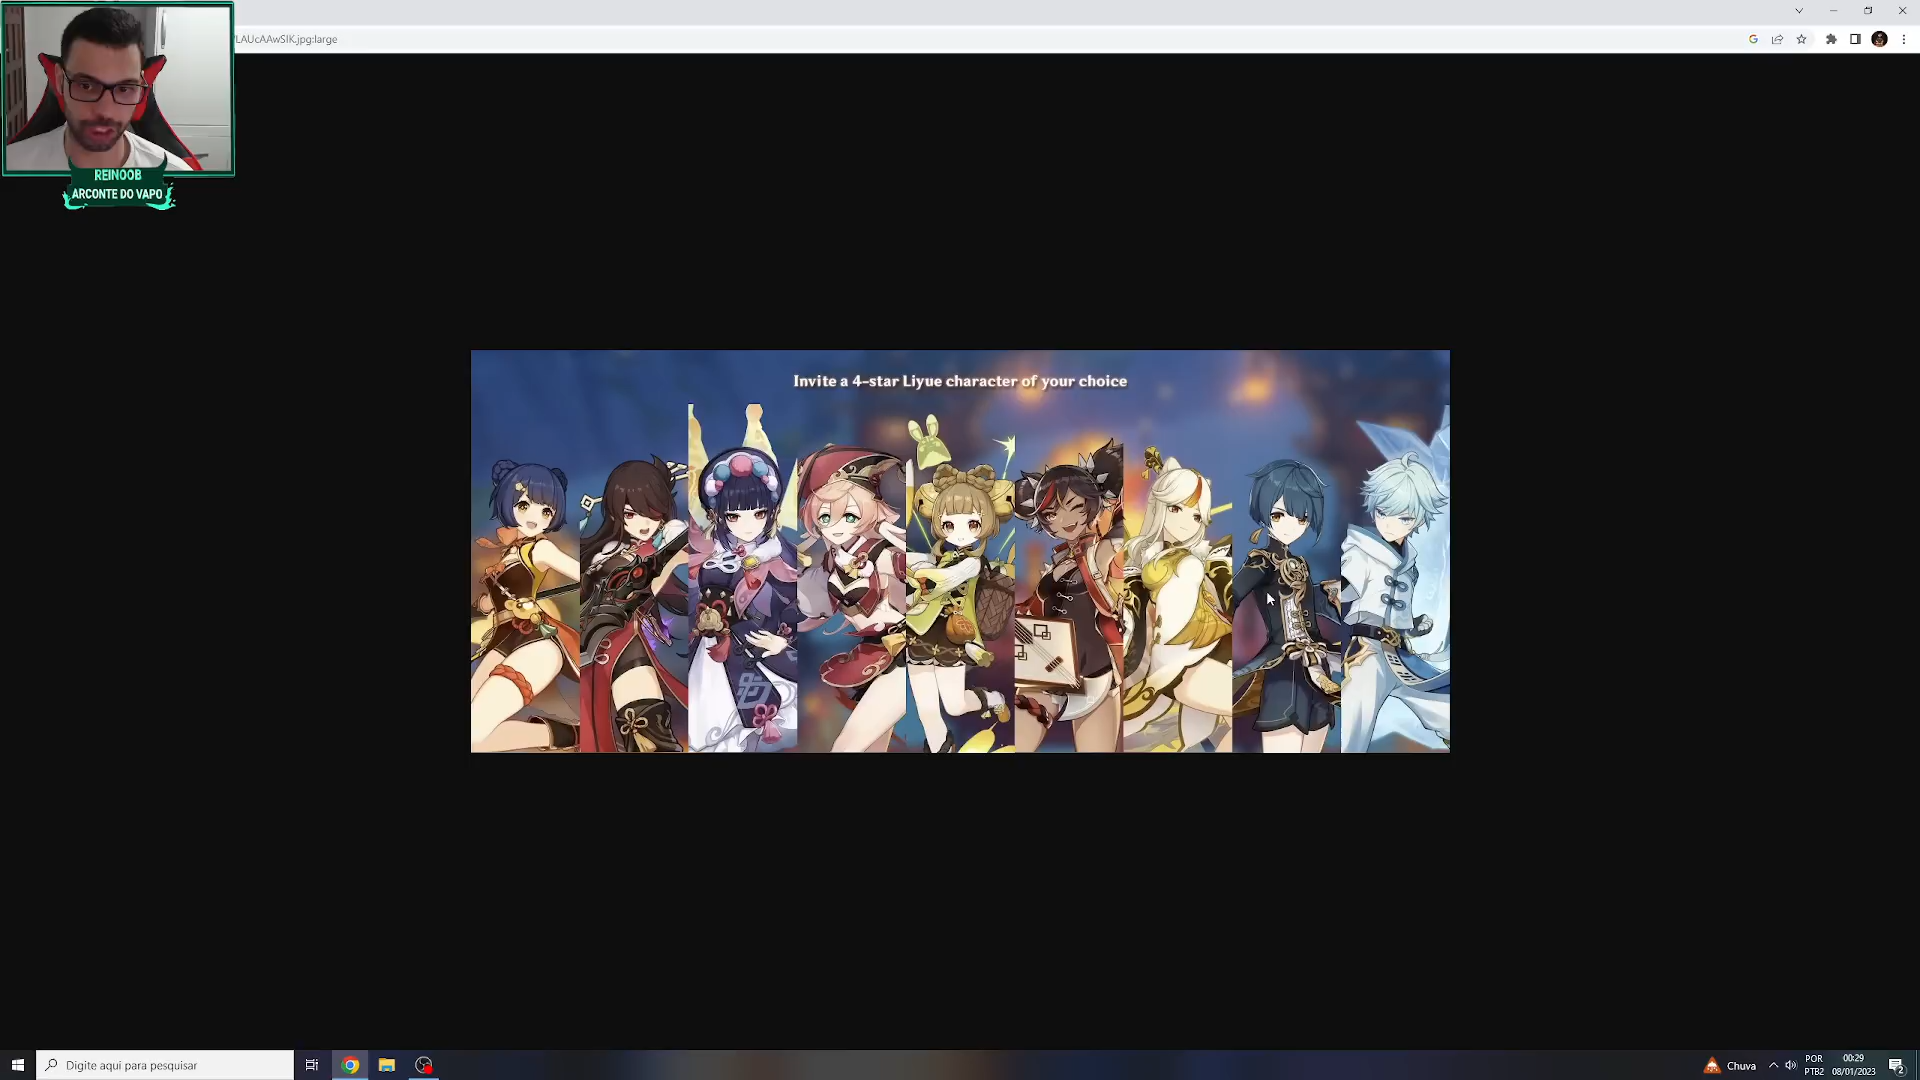 LAUcAAwSIK.jpg:large
REINOOB
ARCONTE DO VAPO
Invite a 4-star Liyue character of your choice
Digite aqui para pesquisar
Chuva
POR
PTB2
00:29
08/01/2023
2